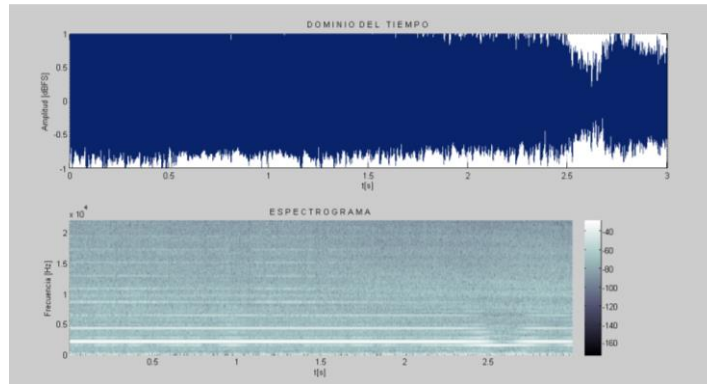 DOMINIO DEL TIEMPO
Amplitud [dBFS]
1
0.5
0
-0.5
-1
0 0.5 1 1.5 2 2.5 3
t[s]
ESPECTROGRAMA
x 10^4
Frecuencia [Hz]
2
1.5
1
0.5
0
0.5 1 1.5 2 2.5
t[s]
-40
-60
-80
-100
-120
-140
-160